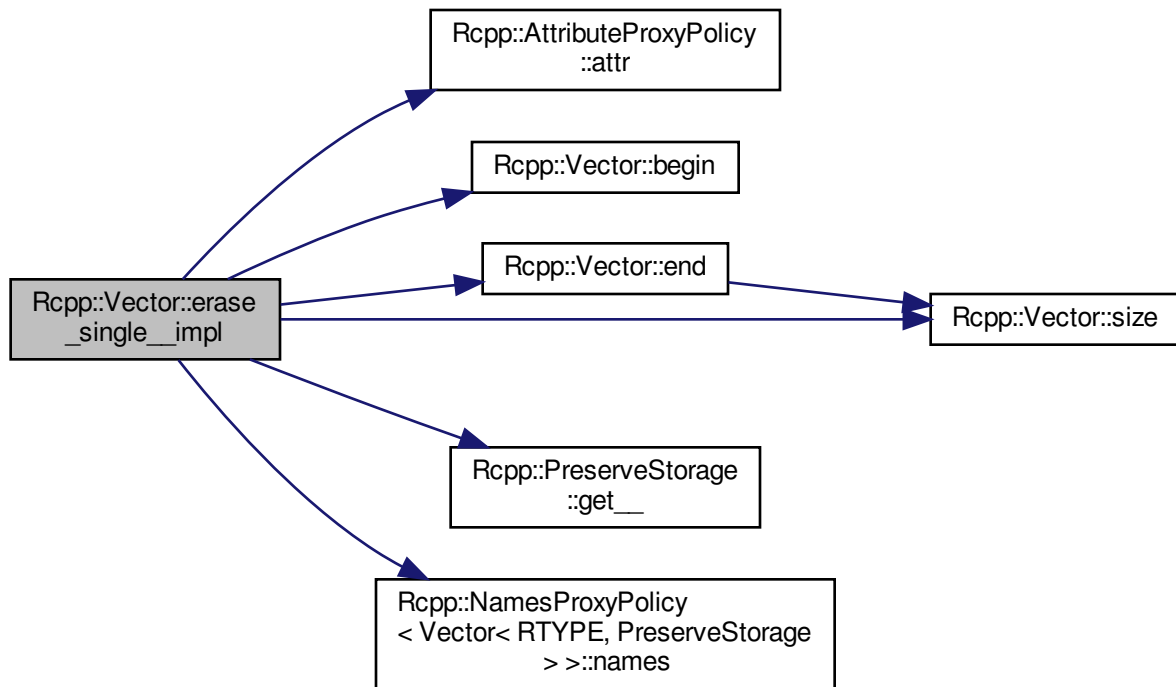 Rcpp::AttributeProxyPolicy
::attr
Rcpp::Vector::begin
Rcpp::Vector::end
Rcpp::Vector::erase
_single__impl
Rcpp::Vector::size
Rcpp::PreserveStorage
::get__
Rcpp::NamesProxyPolicy
< Vector< RTYPE, PreserveStorage
> >::names